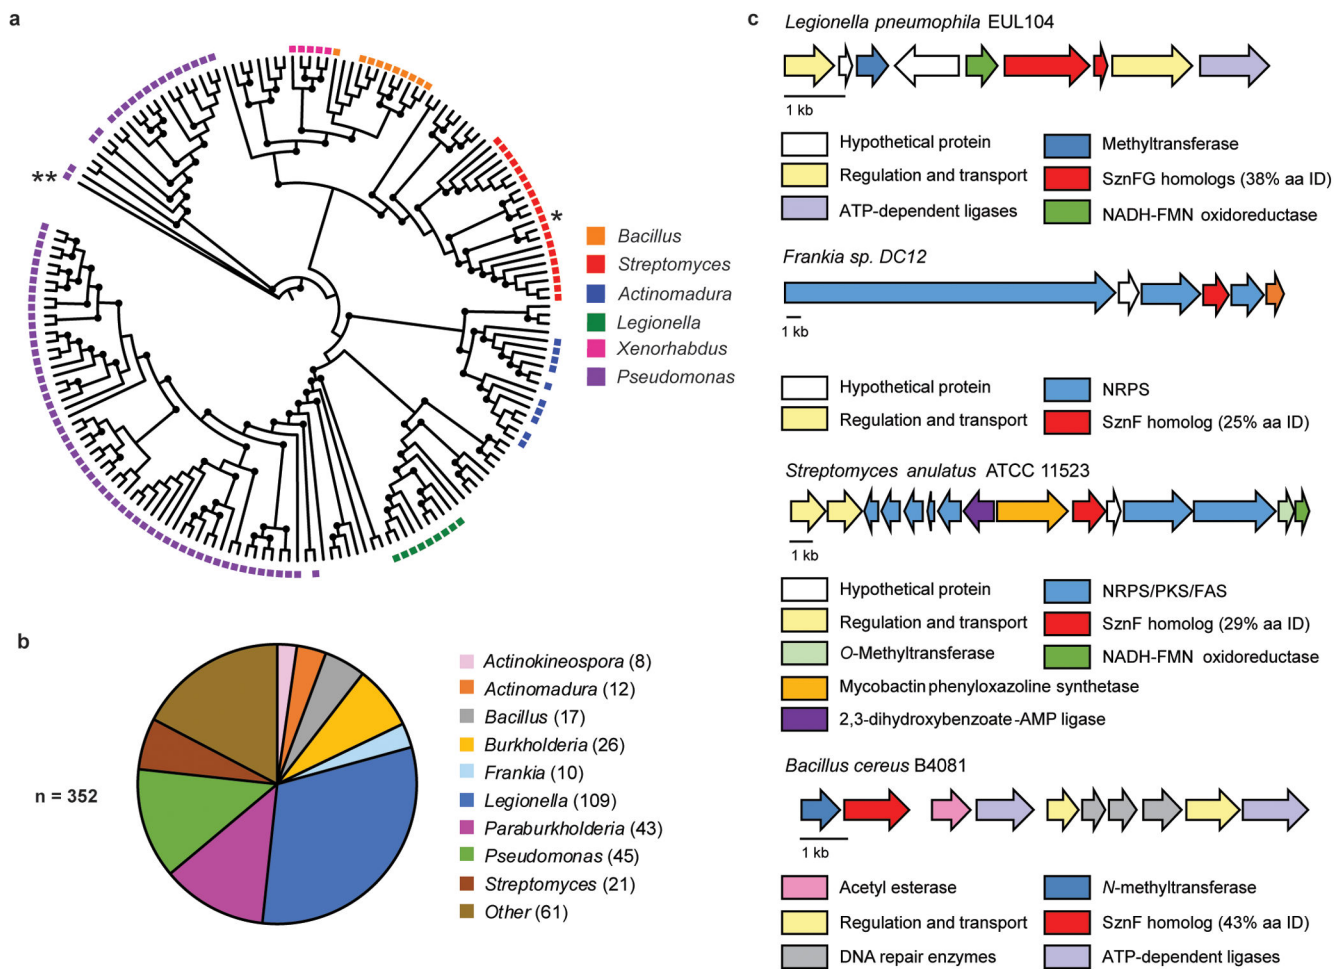 a
**
*
Bacillus
Streptomyces
Actinomadura
Legionella
Xenorhabdus
Pseudomonas
b
n = 352
Actinokineospora (8)
Actinomadura (12)
Bacillus (17)
Burkholderia (26)
Frankia (10)
Legionella (109)
Paraburkholderia (43)
Pseudomonas (45)
Streptomyces (21)
Other (61)
c
Legionella pneumophila EUL104
1 kb
Hypothetical protein
Methyltransferase
Regulation and transport
SznFG homologs (38% aa ID)
ATP-dependent ligases
NADH-FMN oxidoreductase
Frankia sp. DC12
1 kb
Hypothetical protein
NRPS
Regulation and transport
SznF homolog (25% aa ID)
Streptomyces anulatus ATCC 11523
1 kb
Hypothetical protein
NRPS/PKS/FAS
Regulation and transport
SznF homolog (29% aa ID)
O-Methyltransferase
NADH-FMN oxidoreductase
Mycobactin phenyloxazoline synthetase
2,3-dihydroxybenzoate-AMP ligase
Bacillus cereus B4081
1 kb
Acetyl esterase
N-methyltransferase
Regulation and transport
SznF homolog (43% aa ID)
DNA repair enzymes
ATP-dependent ligases